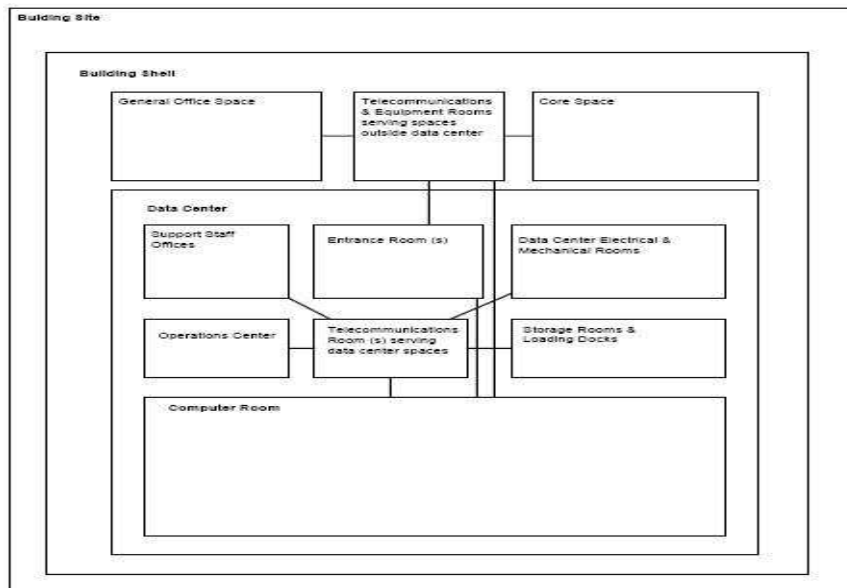 Building Site
Building Shell
General Office Space
Telecommunications
& Equipment Rooms
serving spaces
outside data center
Core Space
Data Center
Support Staff
Offices
Entrance Room (s)
Data Center Electrical &
Mechanical Rooms
Operations Center
Telecommunications
Room (s) serving
data center spaces
Storage Rooms &
Loading Docks
Computer Room